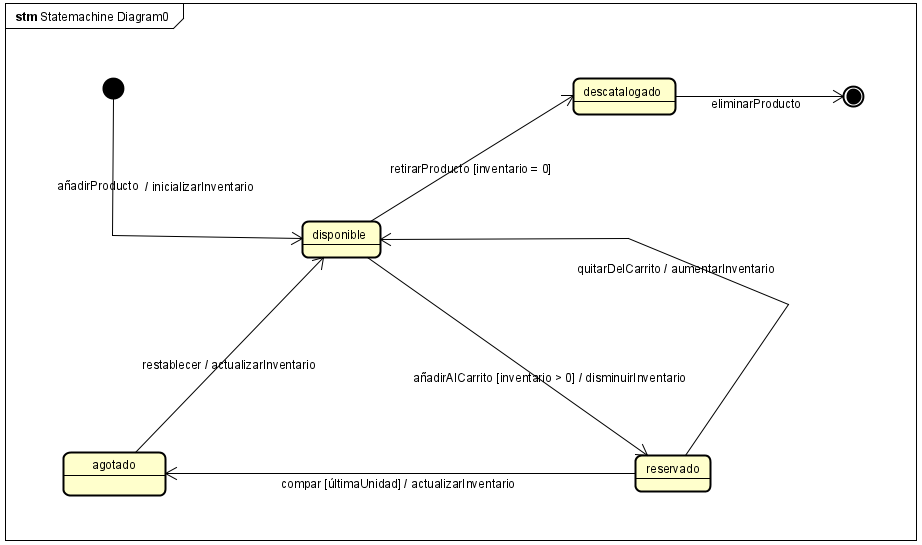 stm Statemachine Diagram0
descatalogado
eliminarProducto
retirarProducto [inventario = 0]
añadirProducto / inicializarInventario
disponible
quitarDelCarrito / aumentarInventario
restablecer / actualizarInventario
añadirAlCarrito [inventario > 0] / disminuirInventario
agotado
reservado
compar [últimaUnidad] / actualizarInventario